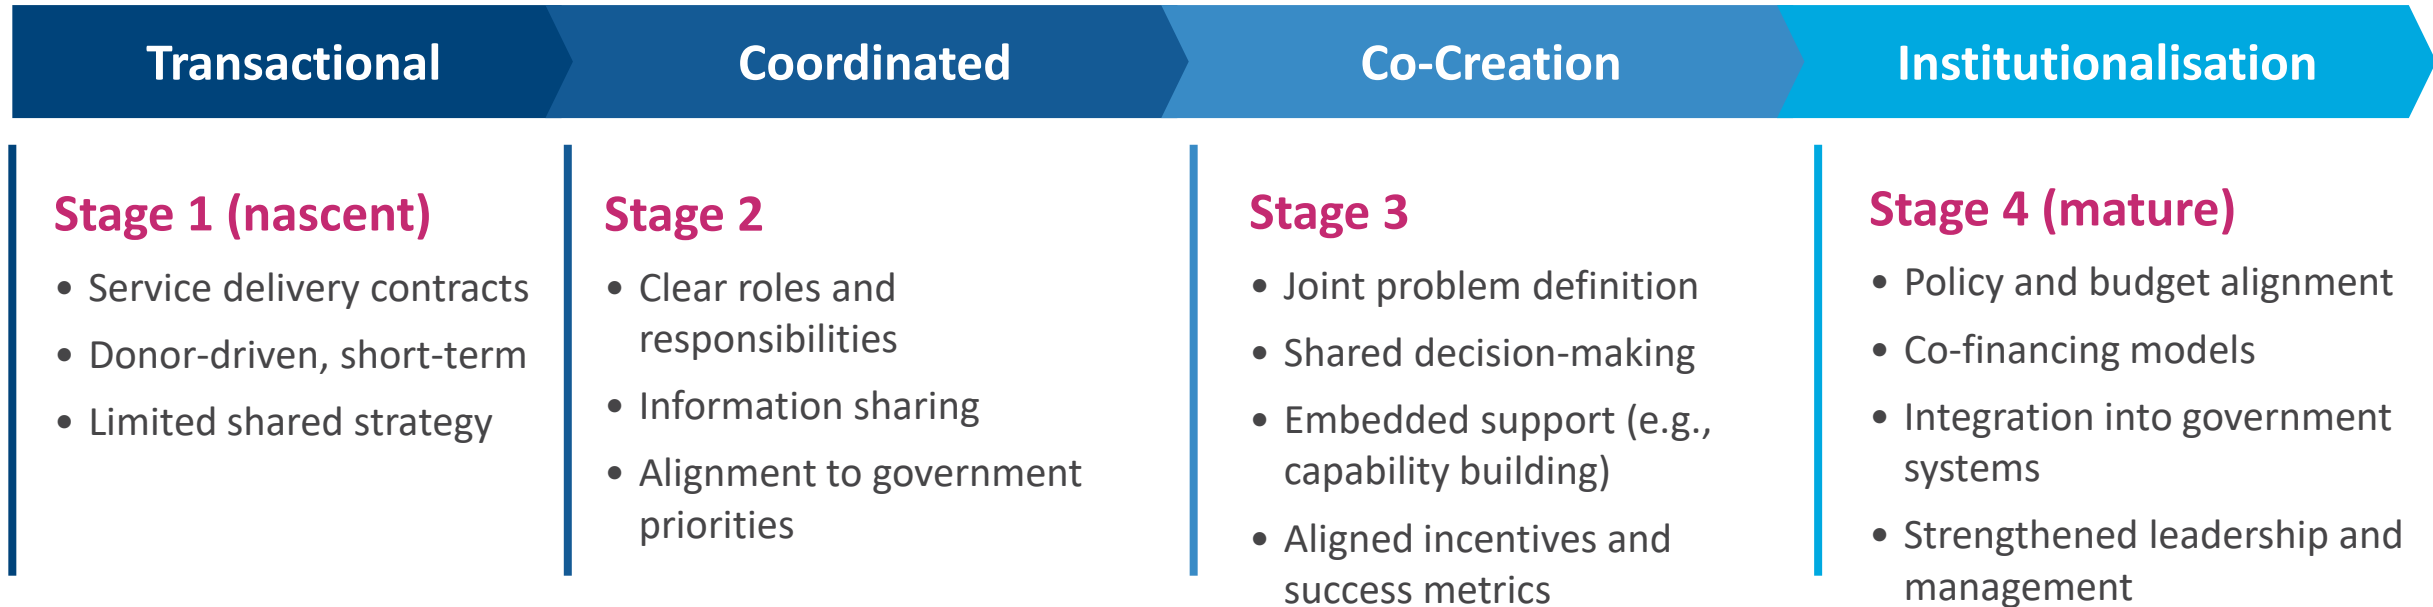 Transactional
Coordinated
Co-Creation
Institutionalisation
Stage 1 (nascent)
• Service delivery contracts
• Donor-driven, short-term
• Limited shared strategy
Stage 2
• Clear roles and
responsibilities
• Information sharing
• Alignment to government
priorities
Stage 3
• Joint problem definition
• Shared decision-making
• Embedded support (e.g.,
capability building)
• Aligned incentives and
success metrics
Stage 4 (mature)
• Policy and budget alignment
• Co-financing models
• Integration into government
systems
• Strengthened leadership and
management